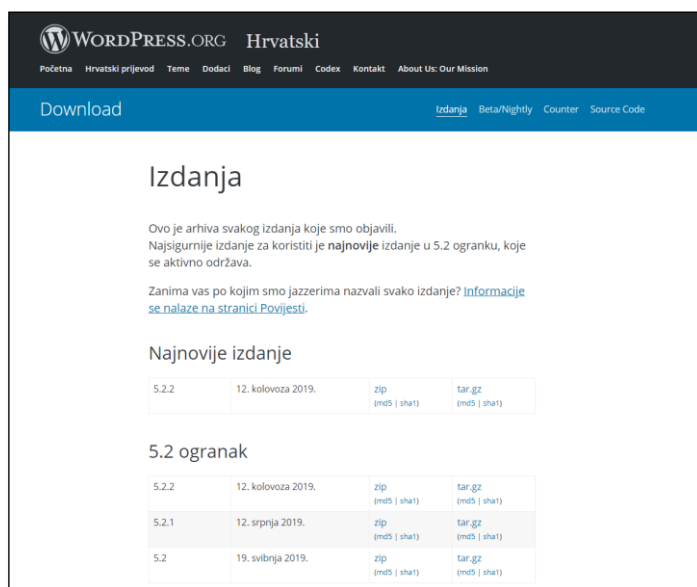 WORDPRESS.ORG Hrvatski
Početna Hrvatski prijevod Teme Dodaci Blog Forumi Codex Kontakt About Us: Our Mission
Download Izdanja Beta/Nightly Counter Source Code
Izdanja
Ovo je arhiva svakog izdanja koje smo objavili.
Najsigurnije izdanje za koristiti je najnovije izdanje u 5.2 ogranku, koje
se aktivno održava.
Zanima vas po kojim smo jazzerima nazvali svako izdanje? Informacije
se nalaze na stranici Povijesti.
Najnovije izdanje
5.2.2 12. kolovoza 2019. zip tar.gz
(md5 | sha1) (md5 | sha1)
5.2 ogranak
5.2.2 12. kolovoza 2019. zip tar.gz
(md5 | sha1) (md5 | sha1)
5.2.1 12. srpnja 2019. zip tar.gz
(md5 | sha1) (md5 | sha1)
5.2 19. svibnja 2019. zip tar.gz
(md5 | sha1) (md5 | sha1)